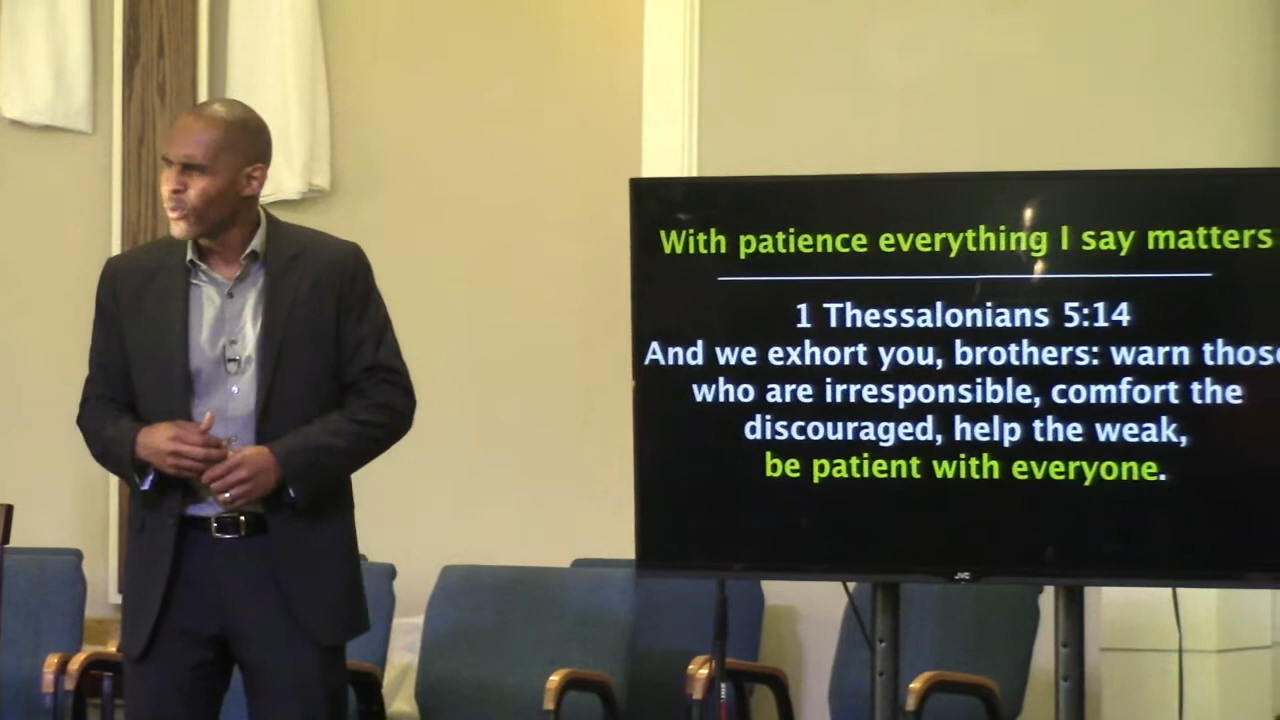 With patience everything I say matters
1 Thessalonians 5:14
And we exhort you, brothers: warn those
who are irresponsible, comfort the
discouraged, help the weak,
be patient with everyone.
JVC